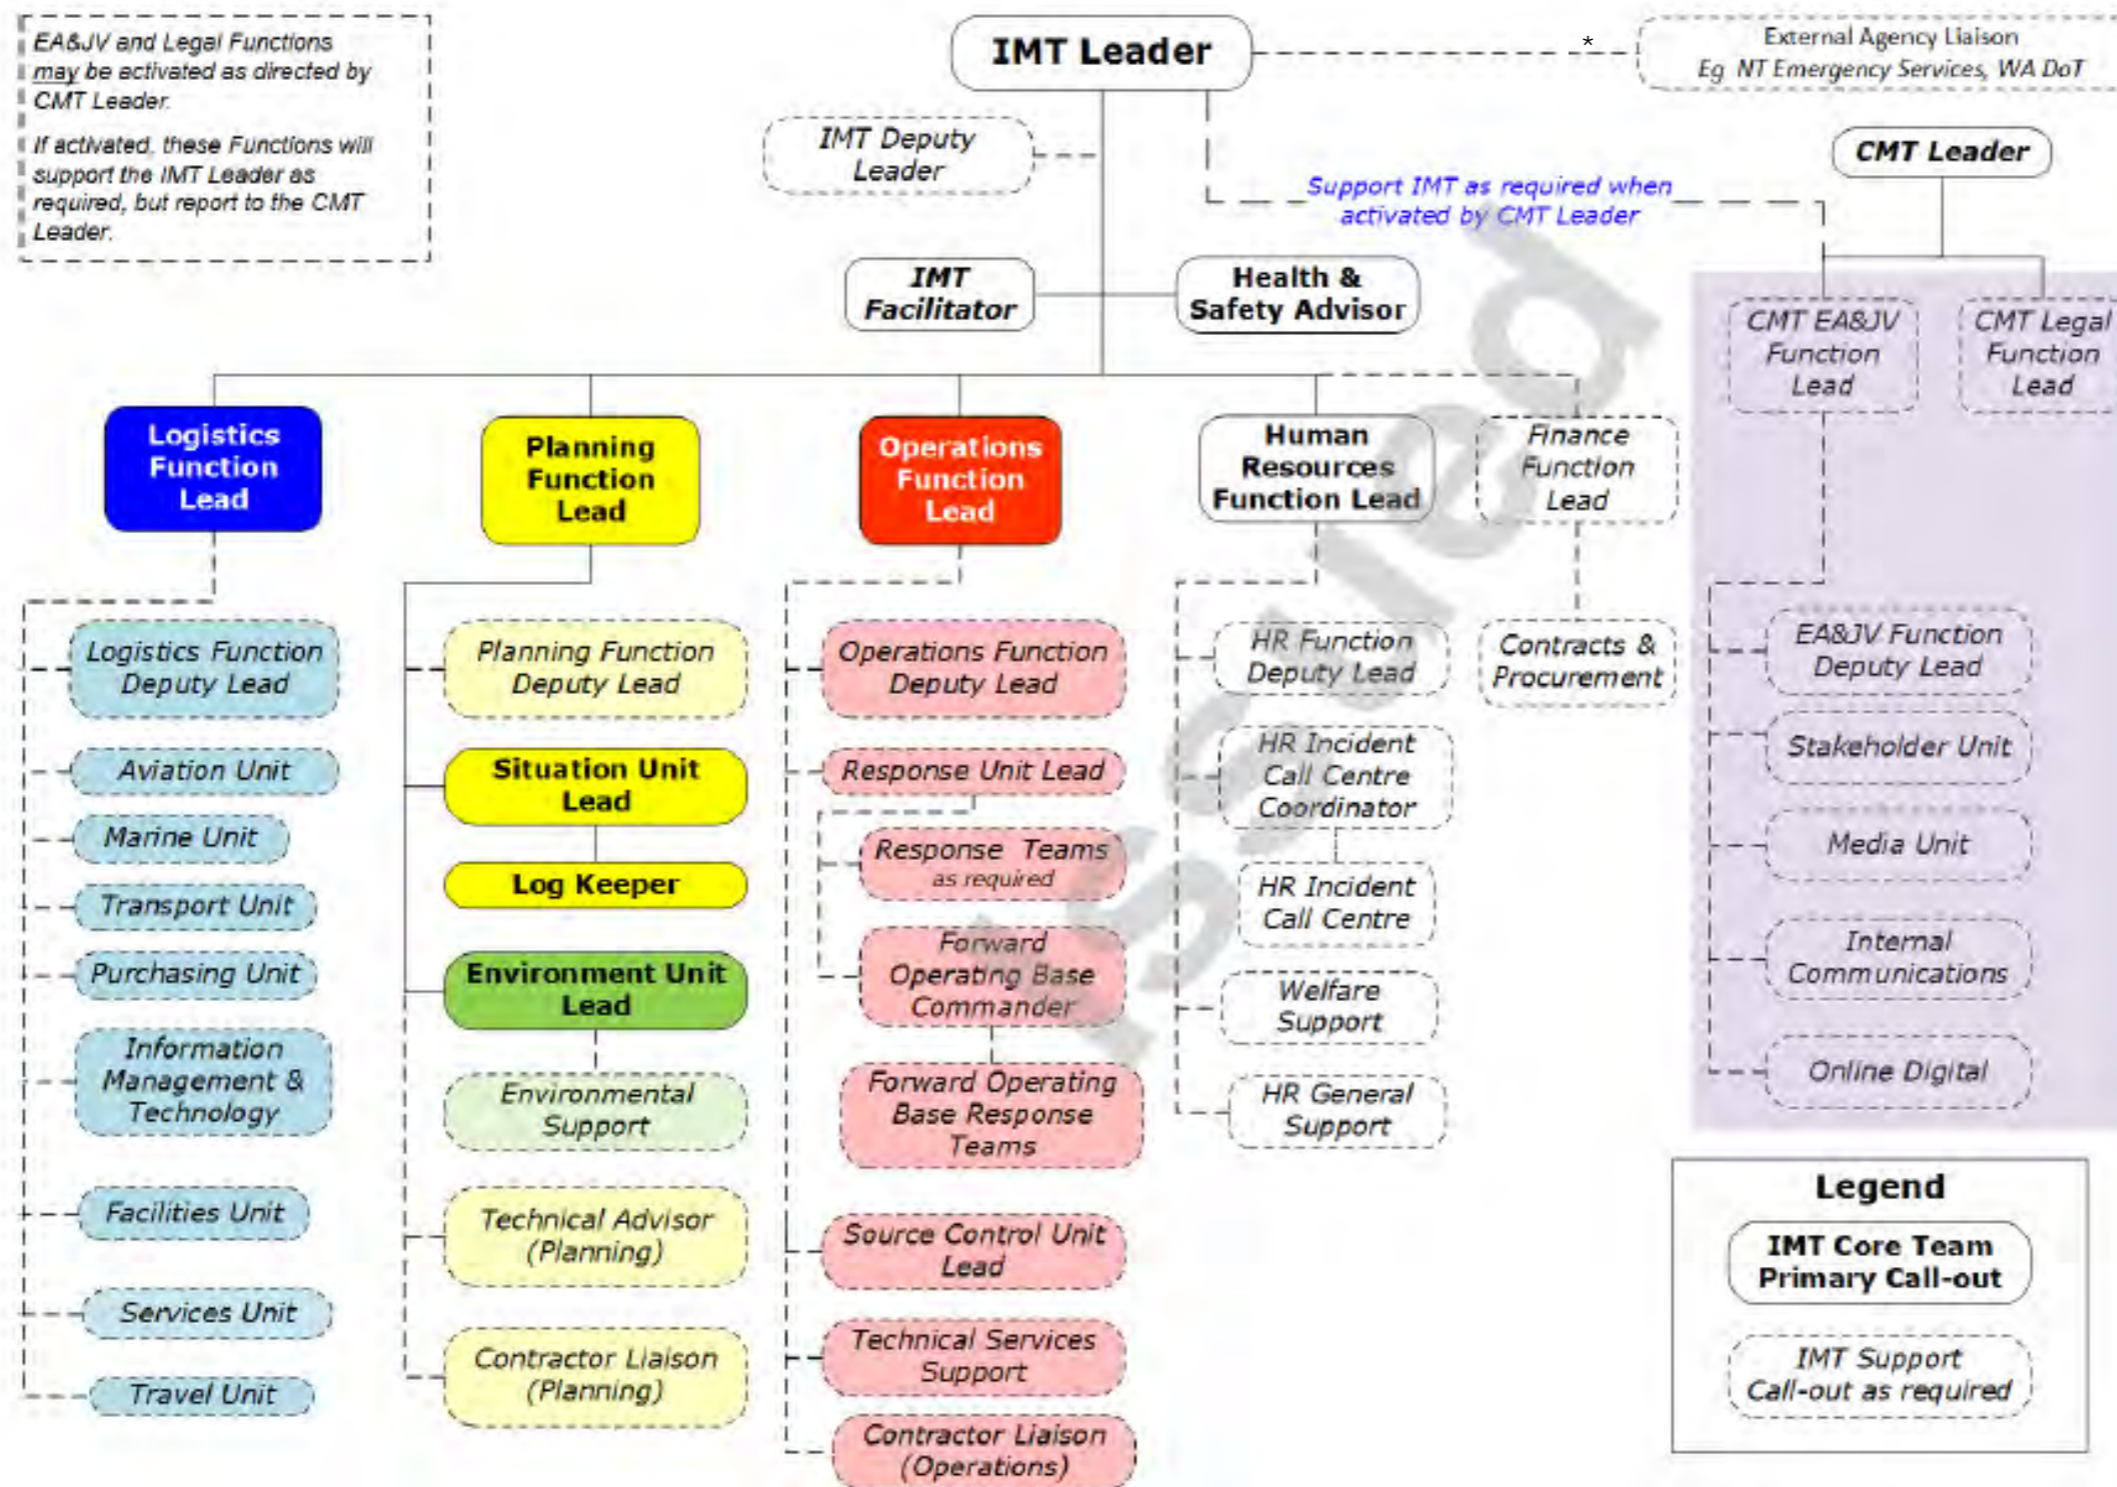 EA&JV and Legal Functions
may be activated as directed by
CMT Leader.
If activated, these Functions will
support the IMT Leader as
required, but report to the CMT
Leader.
IMT Leader
*
External Agency Liaison
Eg NT Emergency Services, WA DoT
IMT Deputy
Leader
CMT Leader
Support IMT as required when
activated by CMT Leader
IMT
Facilitator
Health &
Safety Advisor
CMT EA&JV
Function
Lead
CMT Legal
Function
Lead
Logistics
Function
Lead
Planning
Function
Lead
Operations
Function
Lead
Human
Resources
Function Lead
Finance
Function
Lead
Logistics Function
Deputy Lead
Aviation Unit
Marine Unit
Transport Unit
Purchasing Unit
Information
Management &
Technology
Facilities Unit
Services Unit
Travel Unit
Planning Function
Deputy Lead
Situation Unit
Lead
Log Keeper
Environment Unit
Lead
Environmental
Support
Technical Advisor
(Planning)
Contractor Liaison
(Planning)
Operations Function
Deputy Lead
Response Unit Lead
Response Teams
as required
Forward
Operating Base
Commander
Forward Operating
Base Response
Teams
Source Control Unit
Lead
Technical Services
Support
Contractor Liaison
(Operations)
HR Function
Deputy Lead
HR Incident
Call Centre
Coordinator
HR Incident
Call Centre
Welfare
Support
HR General
Support
Contracts &
Procurement
EA&JV Function
Deputy Lead
Stakeholder Unit
Media Unit
Internal
Communications
Online Digital
Legend
IMT Core Team
Primary Call-out
IMT Support
Call-out as required